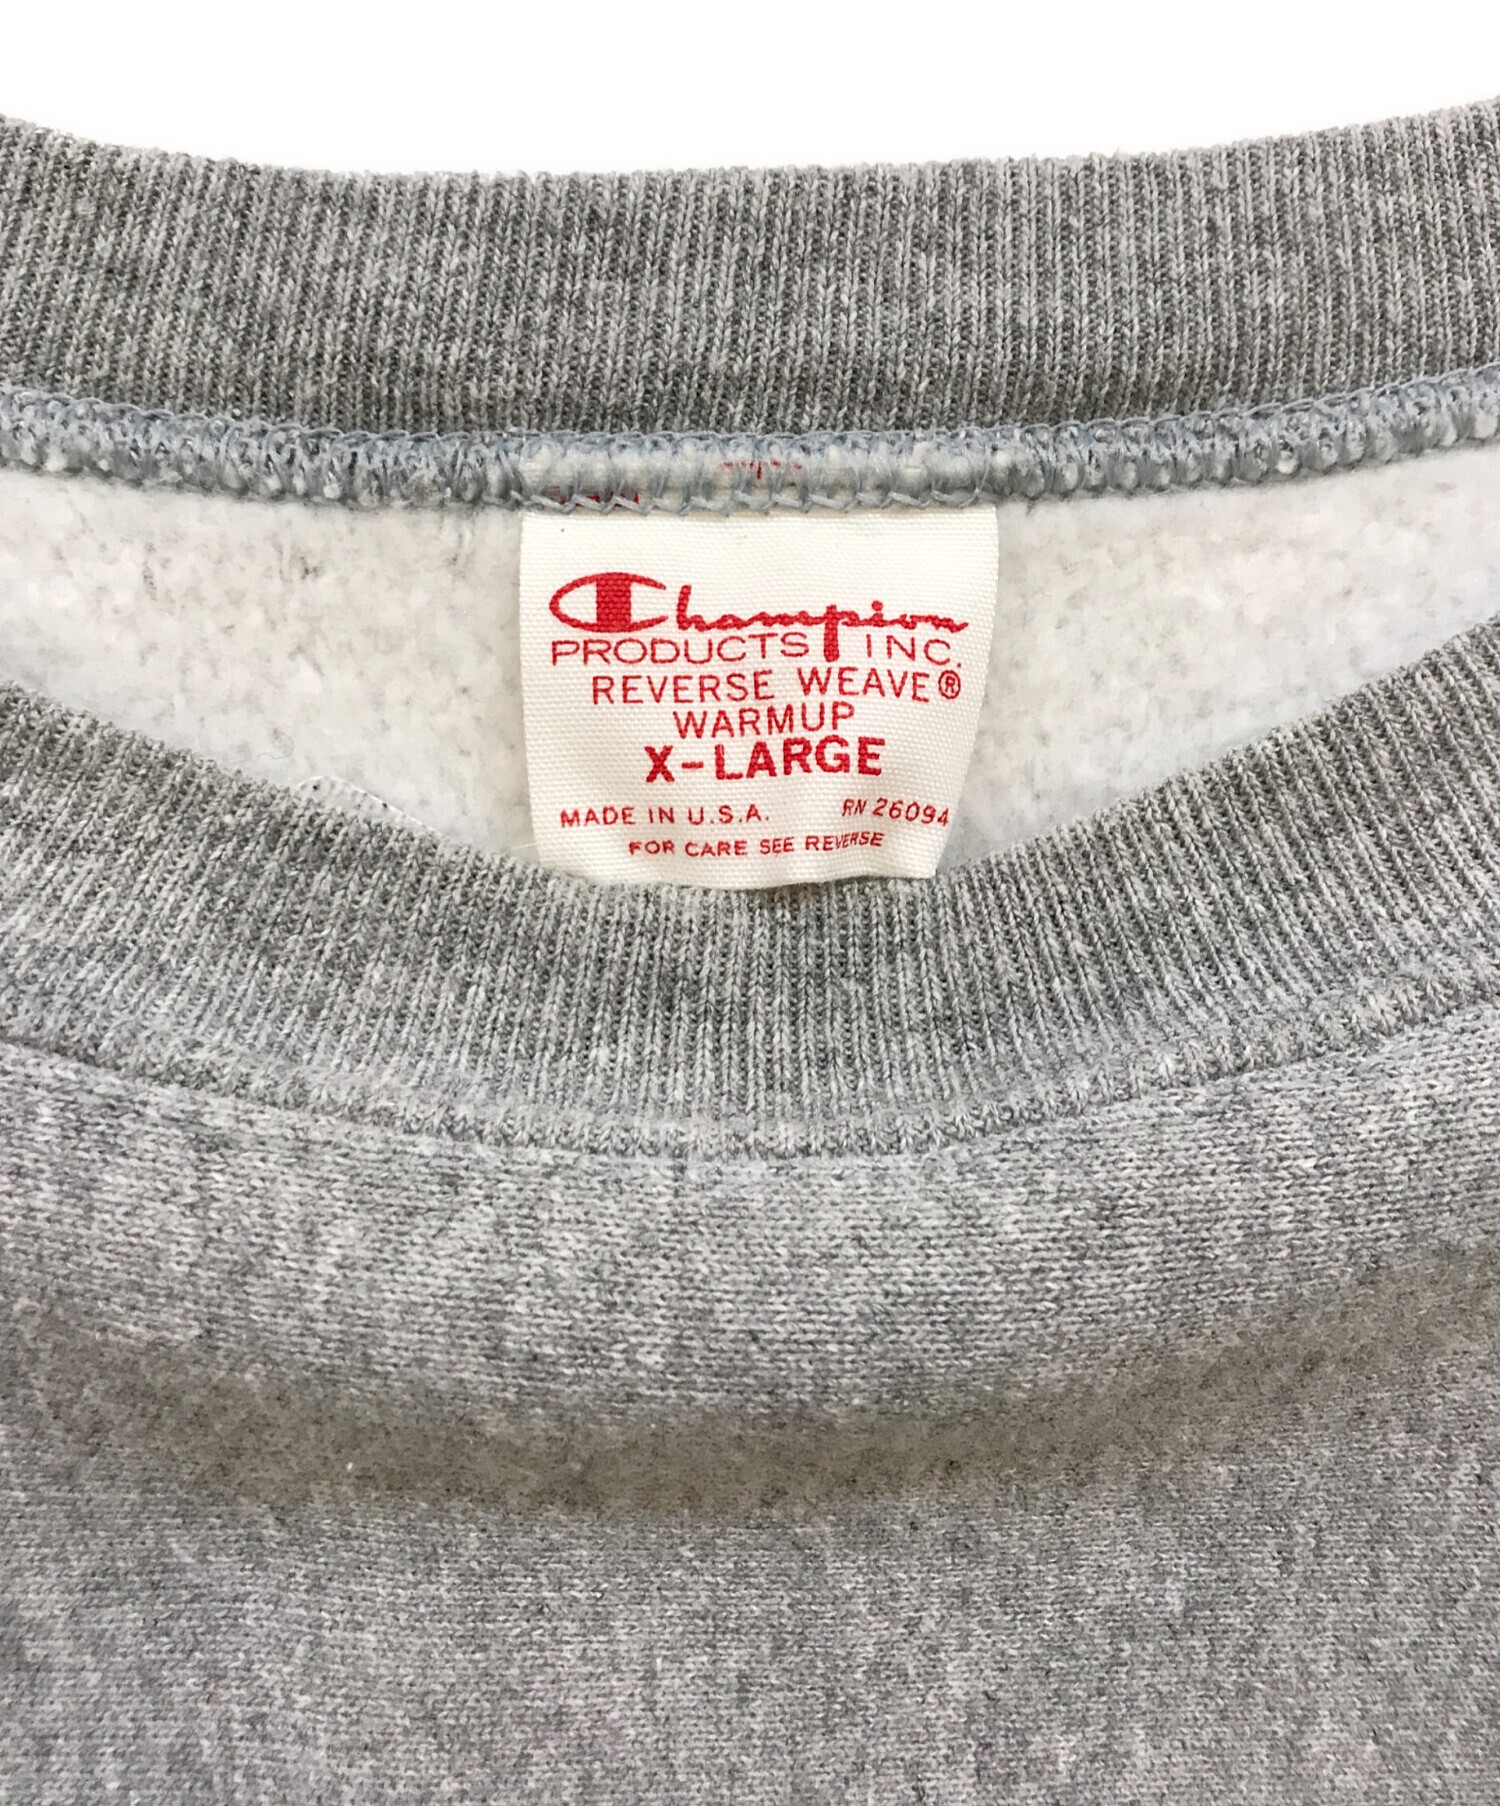 Champion
PRODUCTS INC.
REVERSE WEAVE®
WARMUP
X-LARGE
MADE IN U.S.A. RN 26094
FOR CARE SEE REVERSE